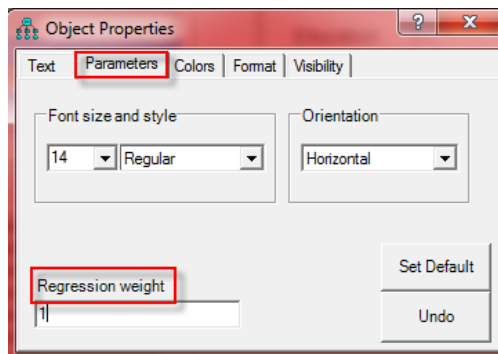 Object Properties
Text Parameters Colors Format Visibility
Font size and style
14 Regular
Orientation
Horizontal
Regression weight
1
Set Default
Undo